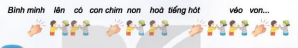 Bình minh lên có con chim non hoà tiếng hót véo von...